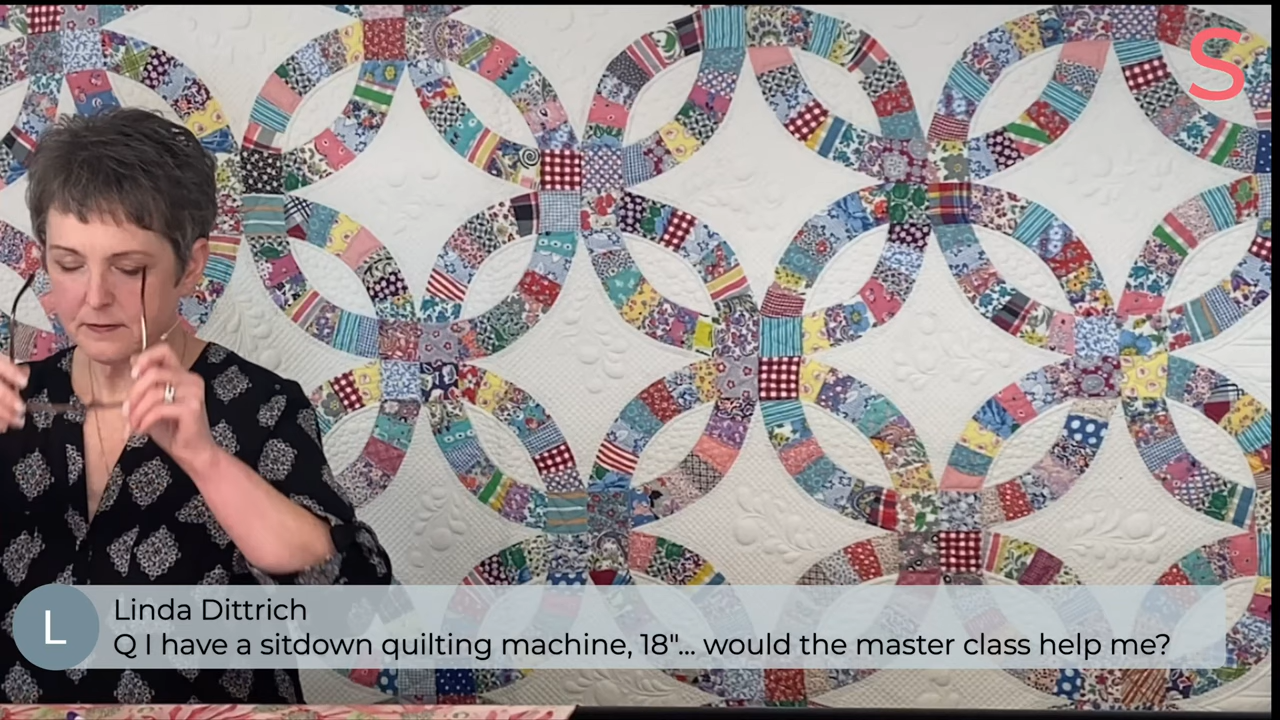 S
L
Linda Dittrich
Q I have a sitdown quilting machine, 18"... would the master class help me?